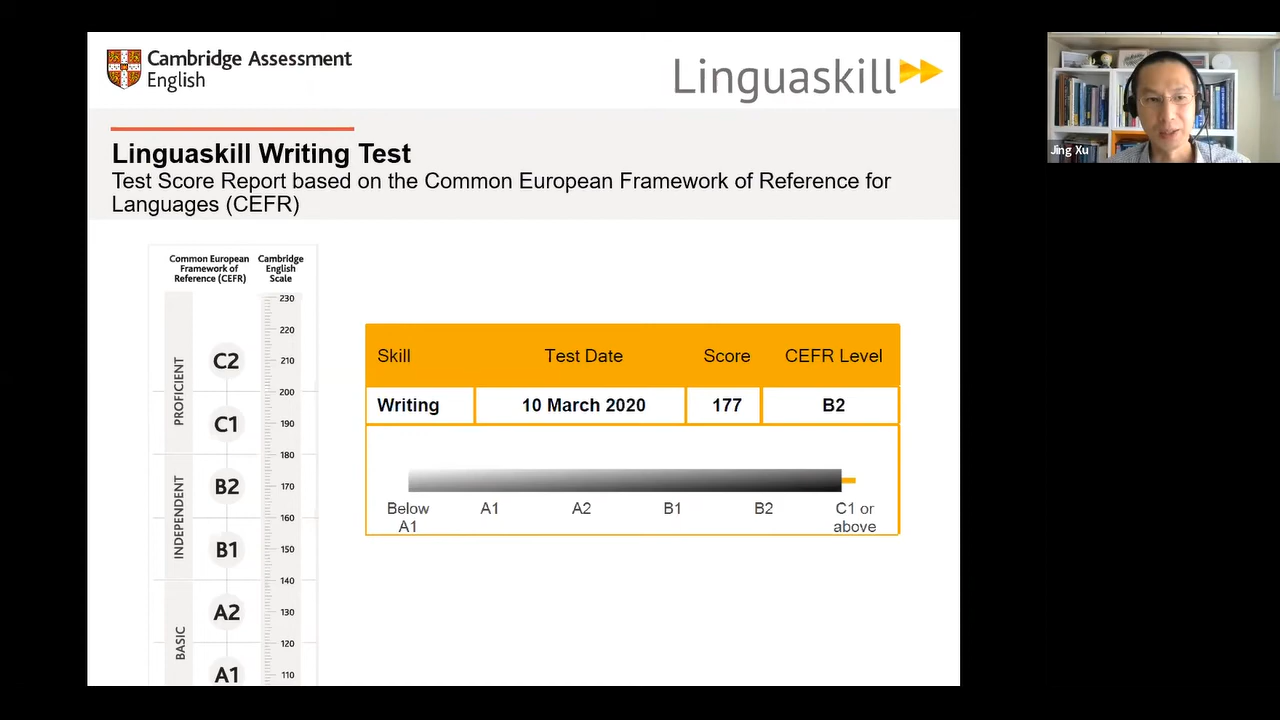 Cambridge Assessment
English
Linguaskill
Jing Xu
Linguaskill Writing Test
Test Score Report based on the Common European Framework of Reference for
Languages (CEFR)
Common European
Framework of
Reference (CEFR)
Cambridge
English
Scale
230
220
210
200
190
180
170
160
150
140
130
120
110
PROFICIENT
INDEPENDENT
BASIC
C2
C1
B2
B1
A2
A1
Skill Test Date Score CEFR Level
Writing 10 March 2020 177 B2
Below
A1
A1
A2
B1
B2
C1 or
above